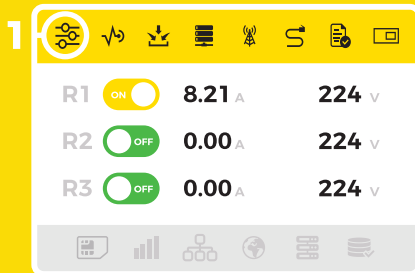 1
R1 ON 8.21 A 224 V
R2 OFF 0.00 A 224 V
R3 OFF 0.00 A 224 V